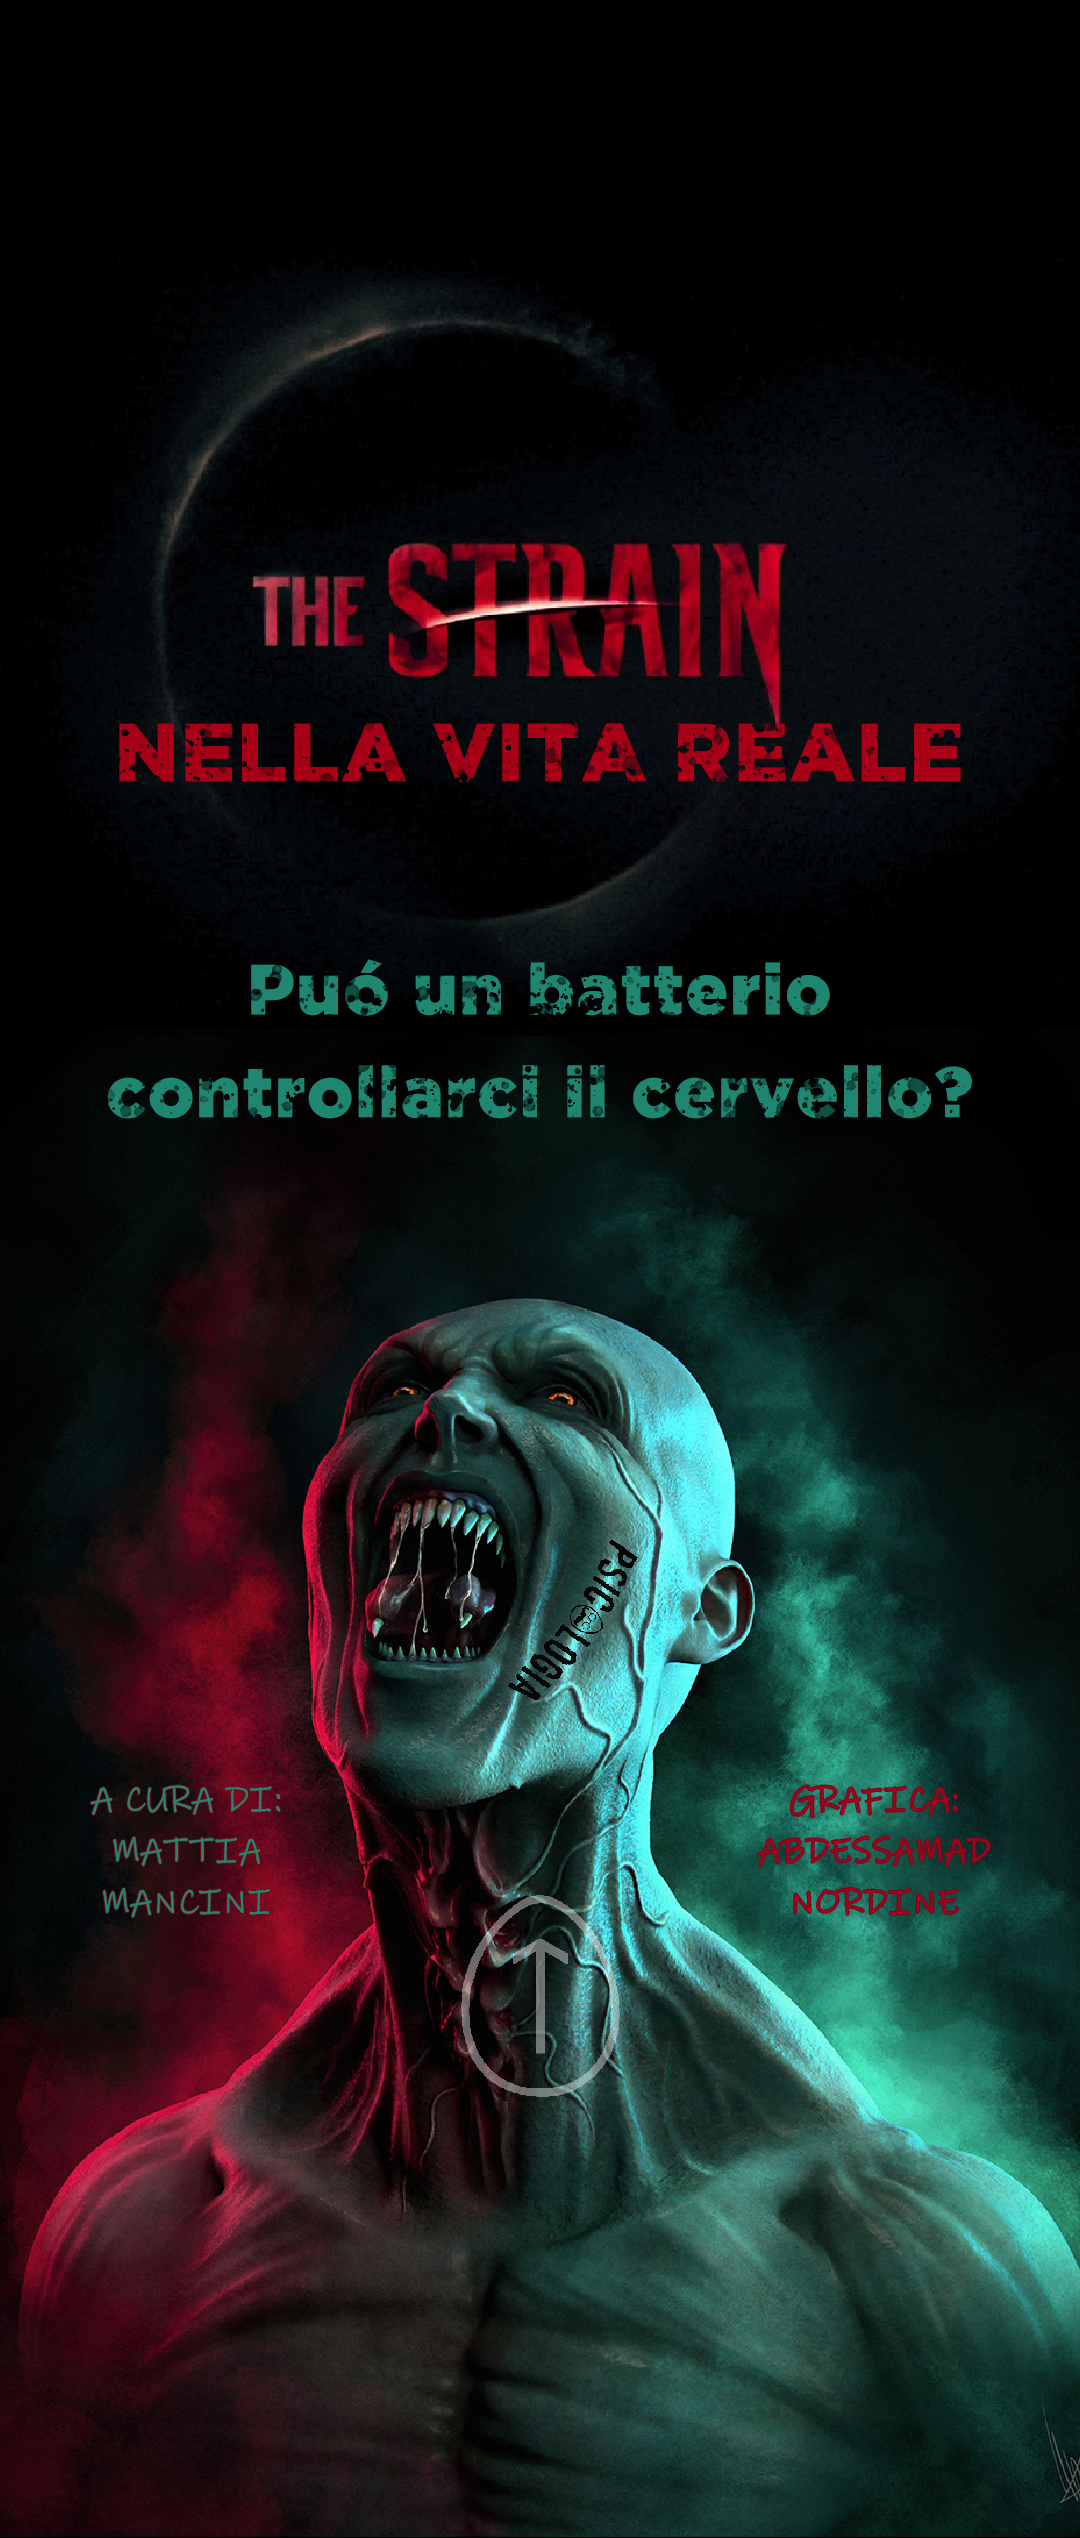 THE STRAIN
NELLA VITA REALE
Puó un batterio
controllarci il cervello?
PSICOLOGIA
A CURA DI:
MATTIA
MANCINI
GRAFICA:
ABDESSAMAD
NORDINE